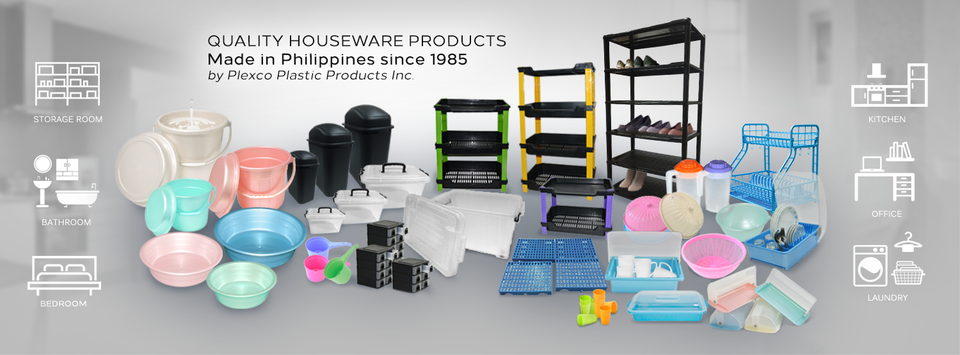 QUALITY HOUSEWARE PRODUCTS
Made in Philippines since 1985
by Plexco Plastic Products Inc.
STORAGE ROOM
BATHROOM
BEDROOM
KITCHEN
OFFICE
LAUNDRY